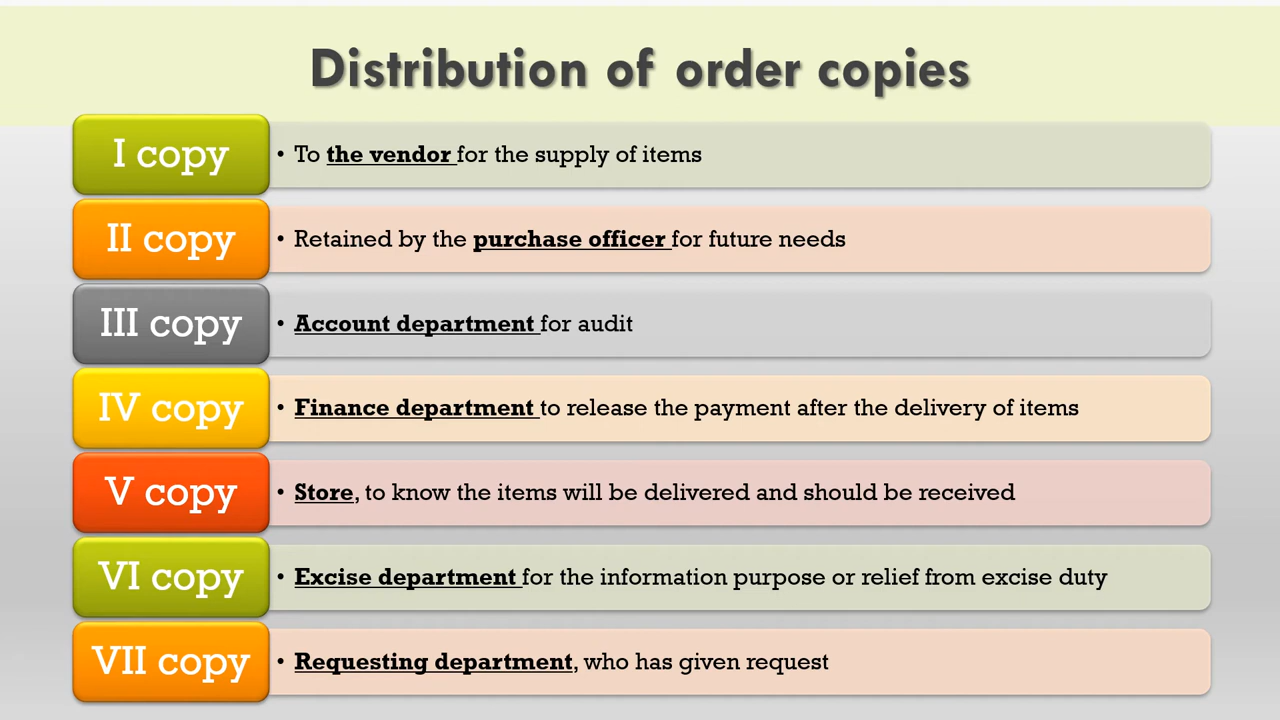 Distribution of order copies
I copy
• To the vendor for the supply of items
II copy
• Retained by the purchase officer for future needs
III copy
• Account department for audit
IV copy
• Finance department to release the payment after the delivery of items
V copy
• Store, to know the items will be delivered and should be received
VI copy
• Excise department for the information purpose or relief from excise duty
VII copy
• Requesting department, who has given request